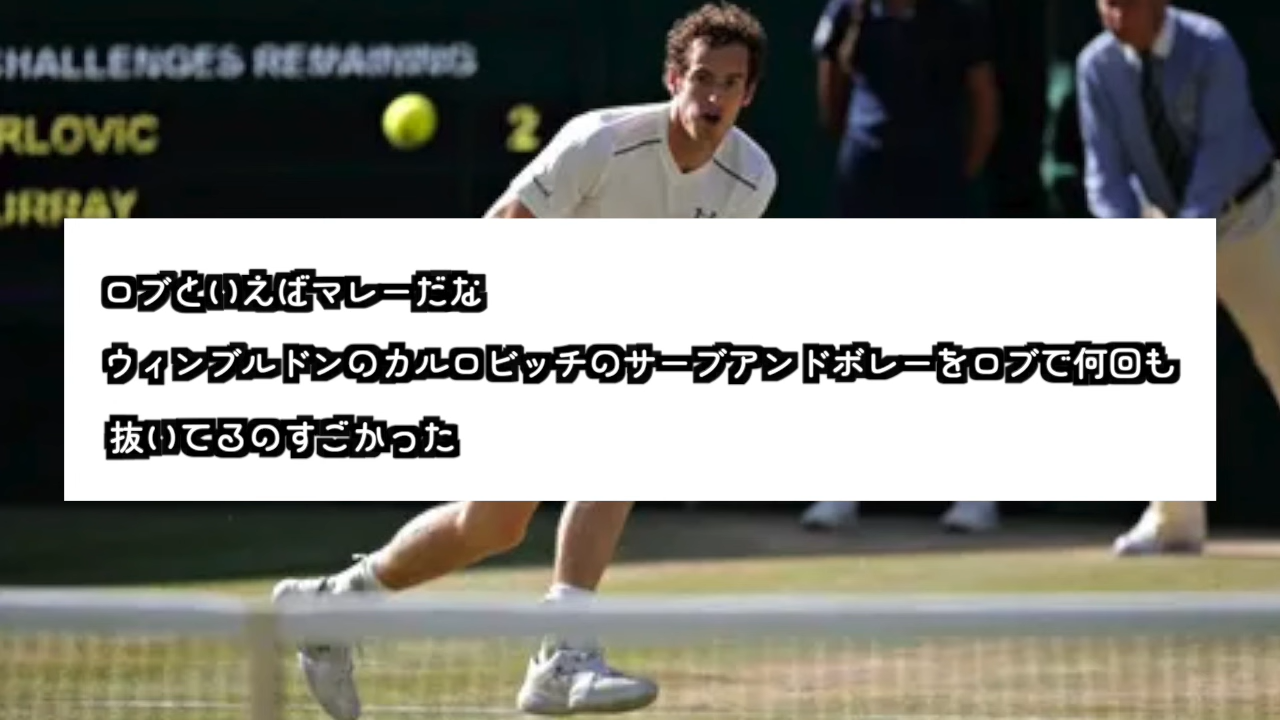 CHALLENGES REMAINING
RLOVIC 2
URRAY
ロブといえばマレーだな
ウィンブルドンのカルロビッチのサーブアンドボレーをロブで何回も
抜いてるのすごかった